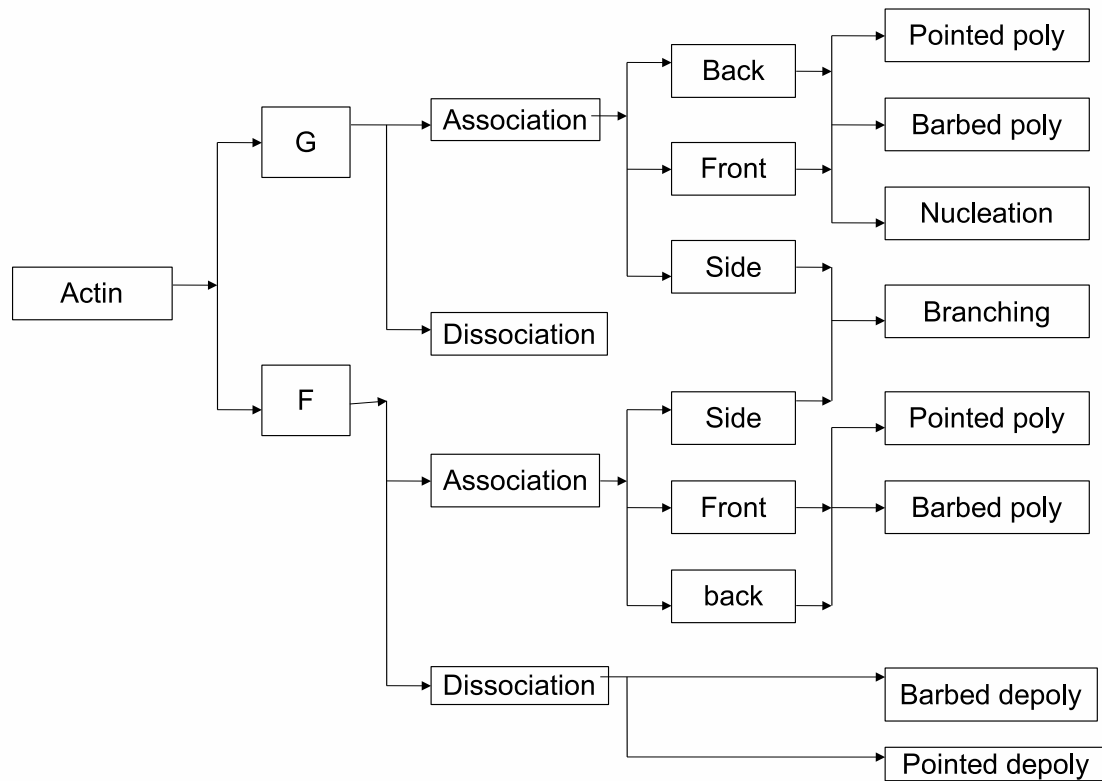 Actin
G
F
Association
Dissociation
Association
Dissociation
Back
Front
Side
Side
Front
back
Pointed poly
Barbed poly
Nucleation
Branching
Pointed poly
Barbed poly
Barbed depoly
Pointed depoly